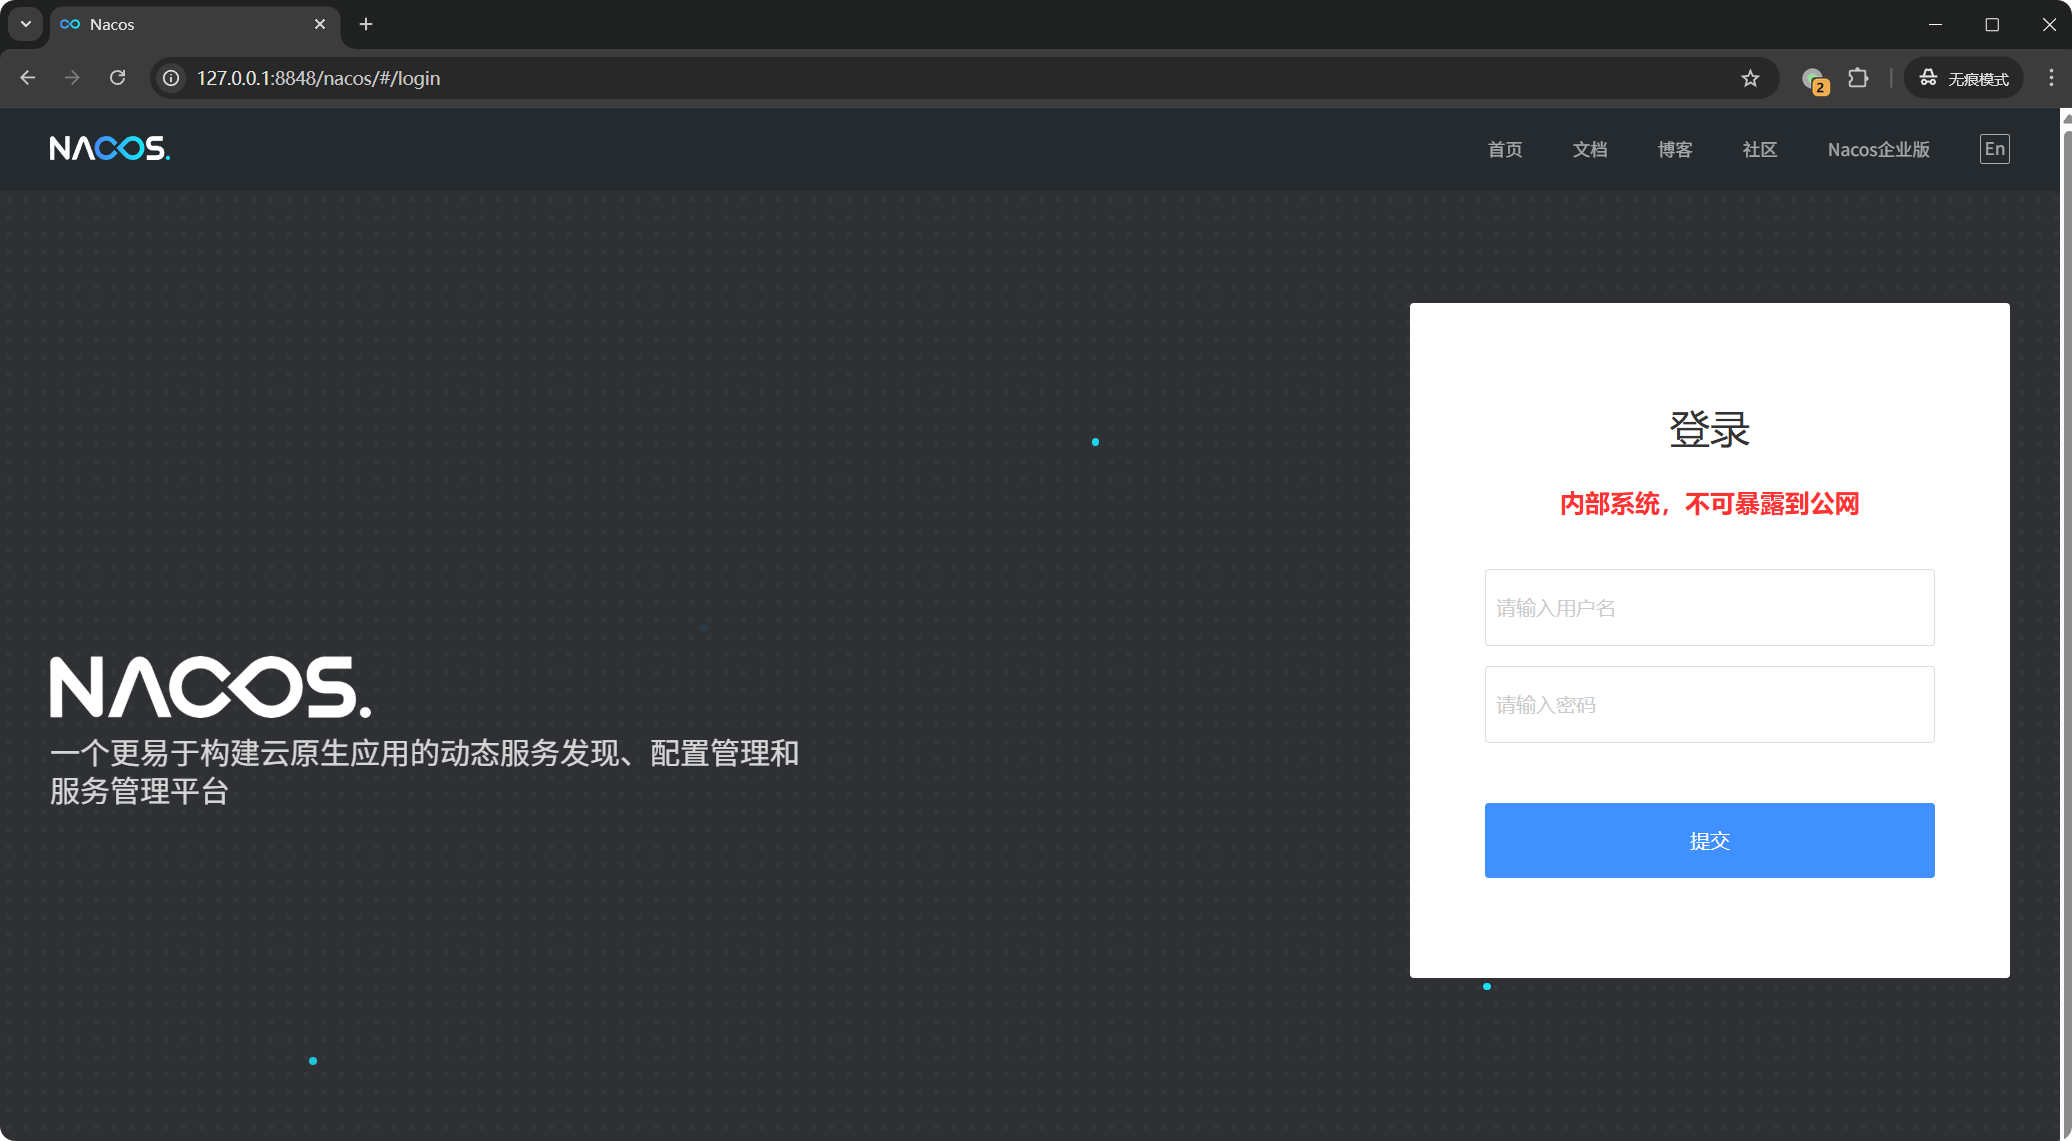 Nacos
127.0.0.1:8848/nacos/#/login
2
无痕模式
NACOS.
首页
文档
博客
社区
Nacos企业版
En
登录
内部系统，不可暴露到公网
请输入用户名
请输入密码
提交
NACOS.
一个更易于构建云原生应用的动态服务发现、配置管理和
服务管理平台